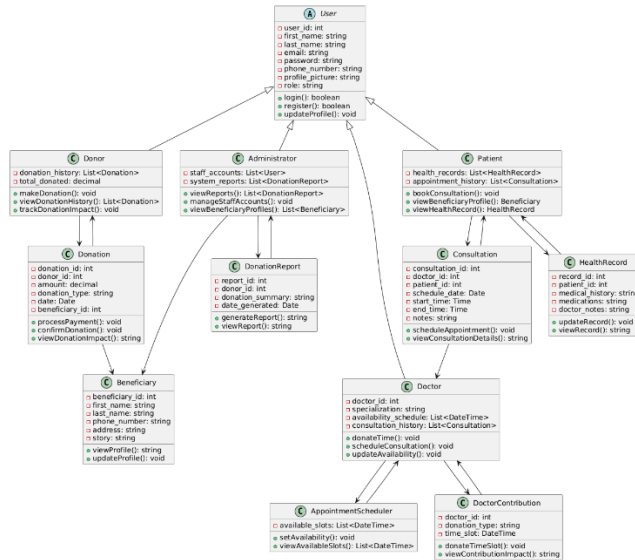 A User
user_id: int
first_name: string
last_name: string
email: string
password: string
phone_number: string
profile_picture: string
role: string
login(): boolean
register(): boolean
updateProfile(): void
C Donor
donation_history: List<Donation>
total_donated: decimal
makeDonation(): void
viewDonationHistory(): List<Donation>
trackDonationImpact(): void
C Administrator
staff_accounts: List<User>
system_reports: List<DonationReport>
viewReports(): List<DonationReport>
manageStaffAccounts(): void
viewBeneficiaryProfiles(): List<Beneficiary>
C Patient
health_records: List<HealthRecord>
appointment_history: List<Consultation>
bookConsultation(): void
viewBeneficiaryProfile(): Beneficiary
viewHealthRecord(): HealthRecord
C Donation
donation_id: int
donor_id: int
amount: decimal
donation_type: string
date: Date
beneficiary_id: int
processPayment(): void
confirmDonation(): void
viewDonationImpact(): string
C DonationReport
report_id: int
donor_id: int
donation_summary: string
date_generated: Date
generateReport(): string
viewReport(): string
C Consultation
consultation_id: int
doctor_id: int
patient_id: int
schedule_date: Date
start_time: Time
end_time: Time
notes: string
scheduleAppointment(): void
viewConsultationDetails(): string
C HealthRecord
record_id: int
patient_id: int
medical_history: string
medications: string
doctor_notes: string
updateRecord(): void
viewRecord(): string
C Beneficiary
beneficiary_id: int
first_name: string
last_name: string
phone_number: string
address: string
story: string
viewProfile(): string
updateProfile(): void
C Doctor
doctor_id: int
specialization: string
availability_schedule: List<DateTime>
consultation_history: List<Consultation>
donateTime(): void
scheduleConsultation(): void
updateAvailability(): void
C AppointmentScheduler
available_slots: List<DateTime>
setAvailability(): void
viewAvailableSlots(): List<DateTime>
C DoctorContribution
doctor_id: int
donation_type: string
time_slot: DateTime
donateTimeSlot(): void
viewContributionImpact(): string